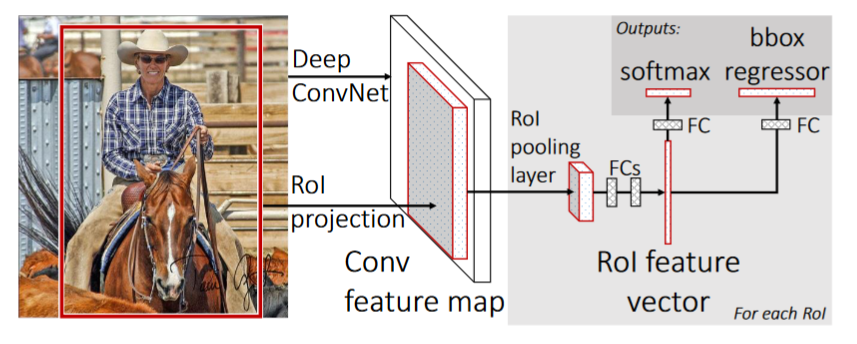 Deep
ConvNet
RoI
projection
Conv
feature map
RoI
pooling
layer
FCs
RoI feature
vector
For each RoI
Outputs:
softmax
bbox
regressor
FC
FC